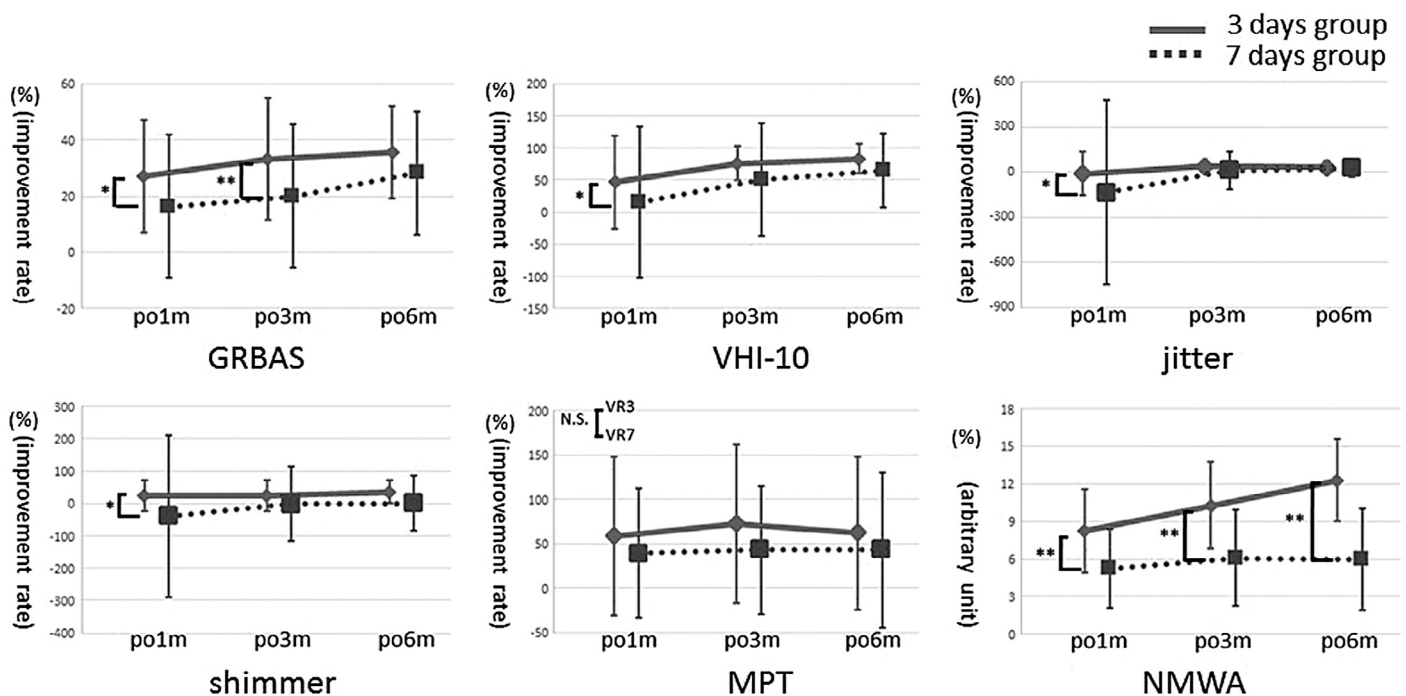 3 days group
7 days group
(%)
(improvement rate)
60
40
20
0
-20
*
**
po1m po3m po6m
GRBAS
(%)
(improvement rate)
200
150
100
50
0
-50
-100
-150
*
po1m po3m po6m
VHI-10
(%)
(improvement rate)
600
300
0
-300
-600
-900
*
po1m po3m po6m
jitter
(%)
(improvement rate)
300
200
100
0
-100
-200
-300
-400
*
po1m po3m po6m
shimmer
(%)
(improvement rate)
200
150
100
50
0
-50
N.S.
VR3
VR7
po1m po3m po6m
MPT
(%)
(arbitrary unit)
18
15
12
9
6
3
0
**
**
**
po1m po3m po6m
NMWA